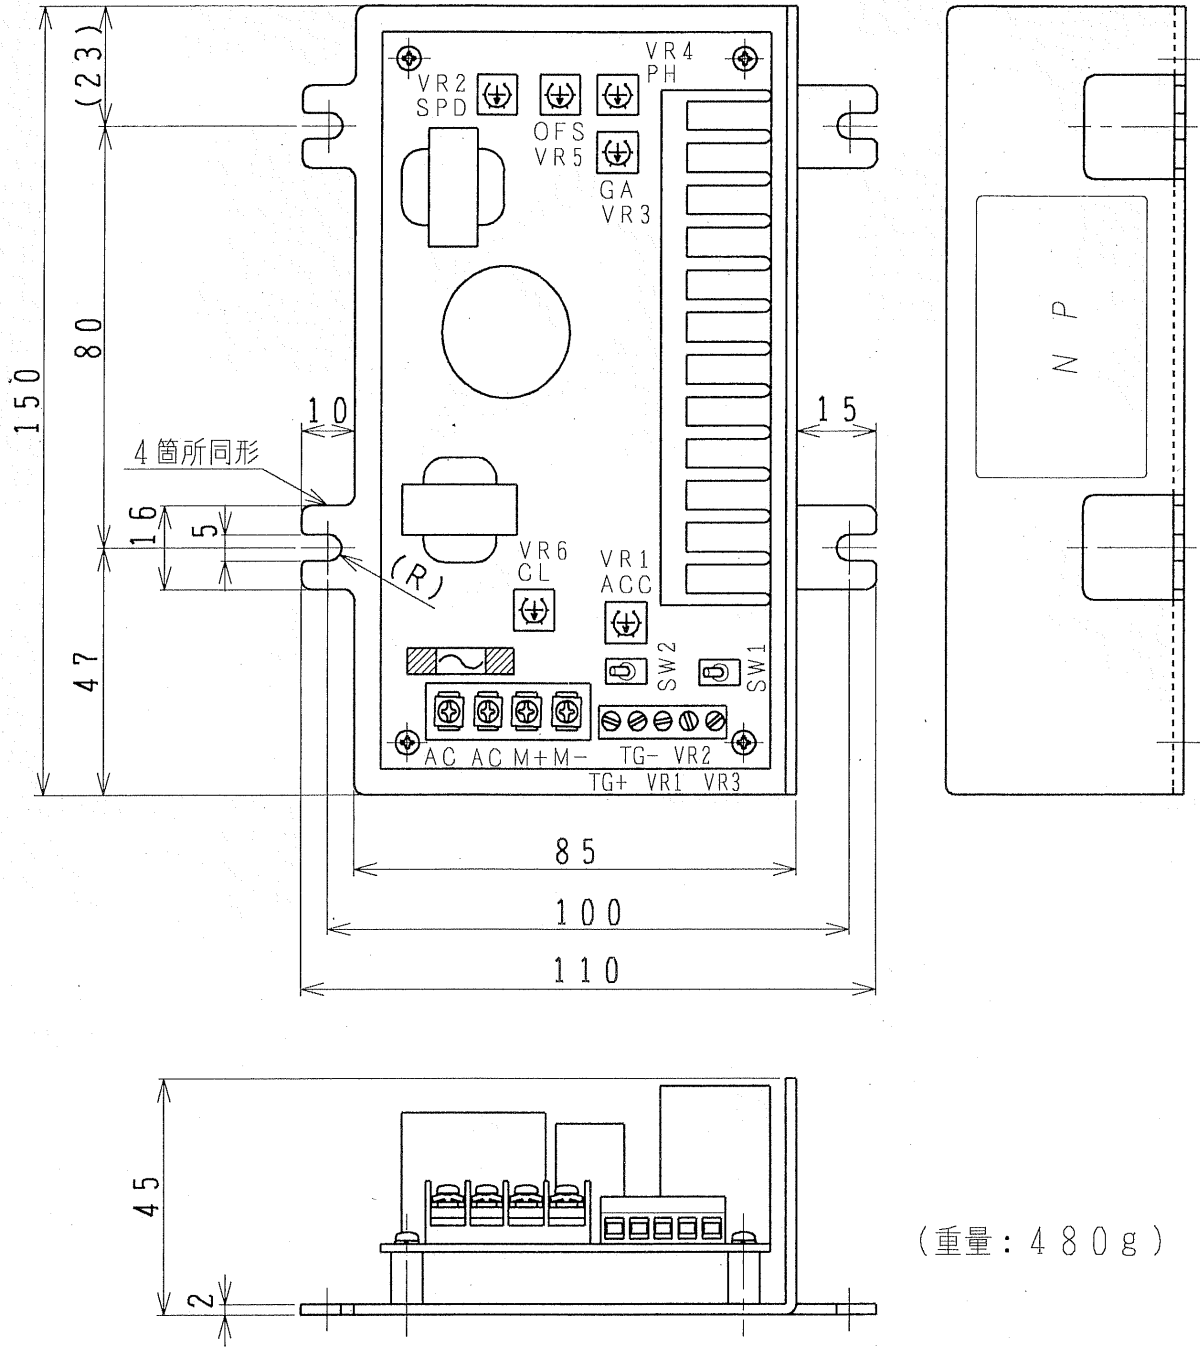 (23)
80
150
47
10
15
4箇所同形
16
5
(R)
VR4
PH
VR2
SPD
OFS
VR5
GA
VR3
VR6
CL
VR1
ACC
SW2
SW1
AC AC M+ M-
TG- VR2
TG+ VR1 VR3
N P
85
100
110
45
2
(重量:480g)